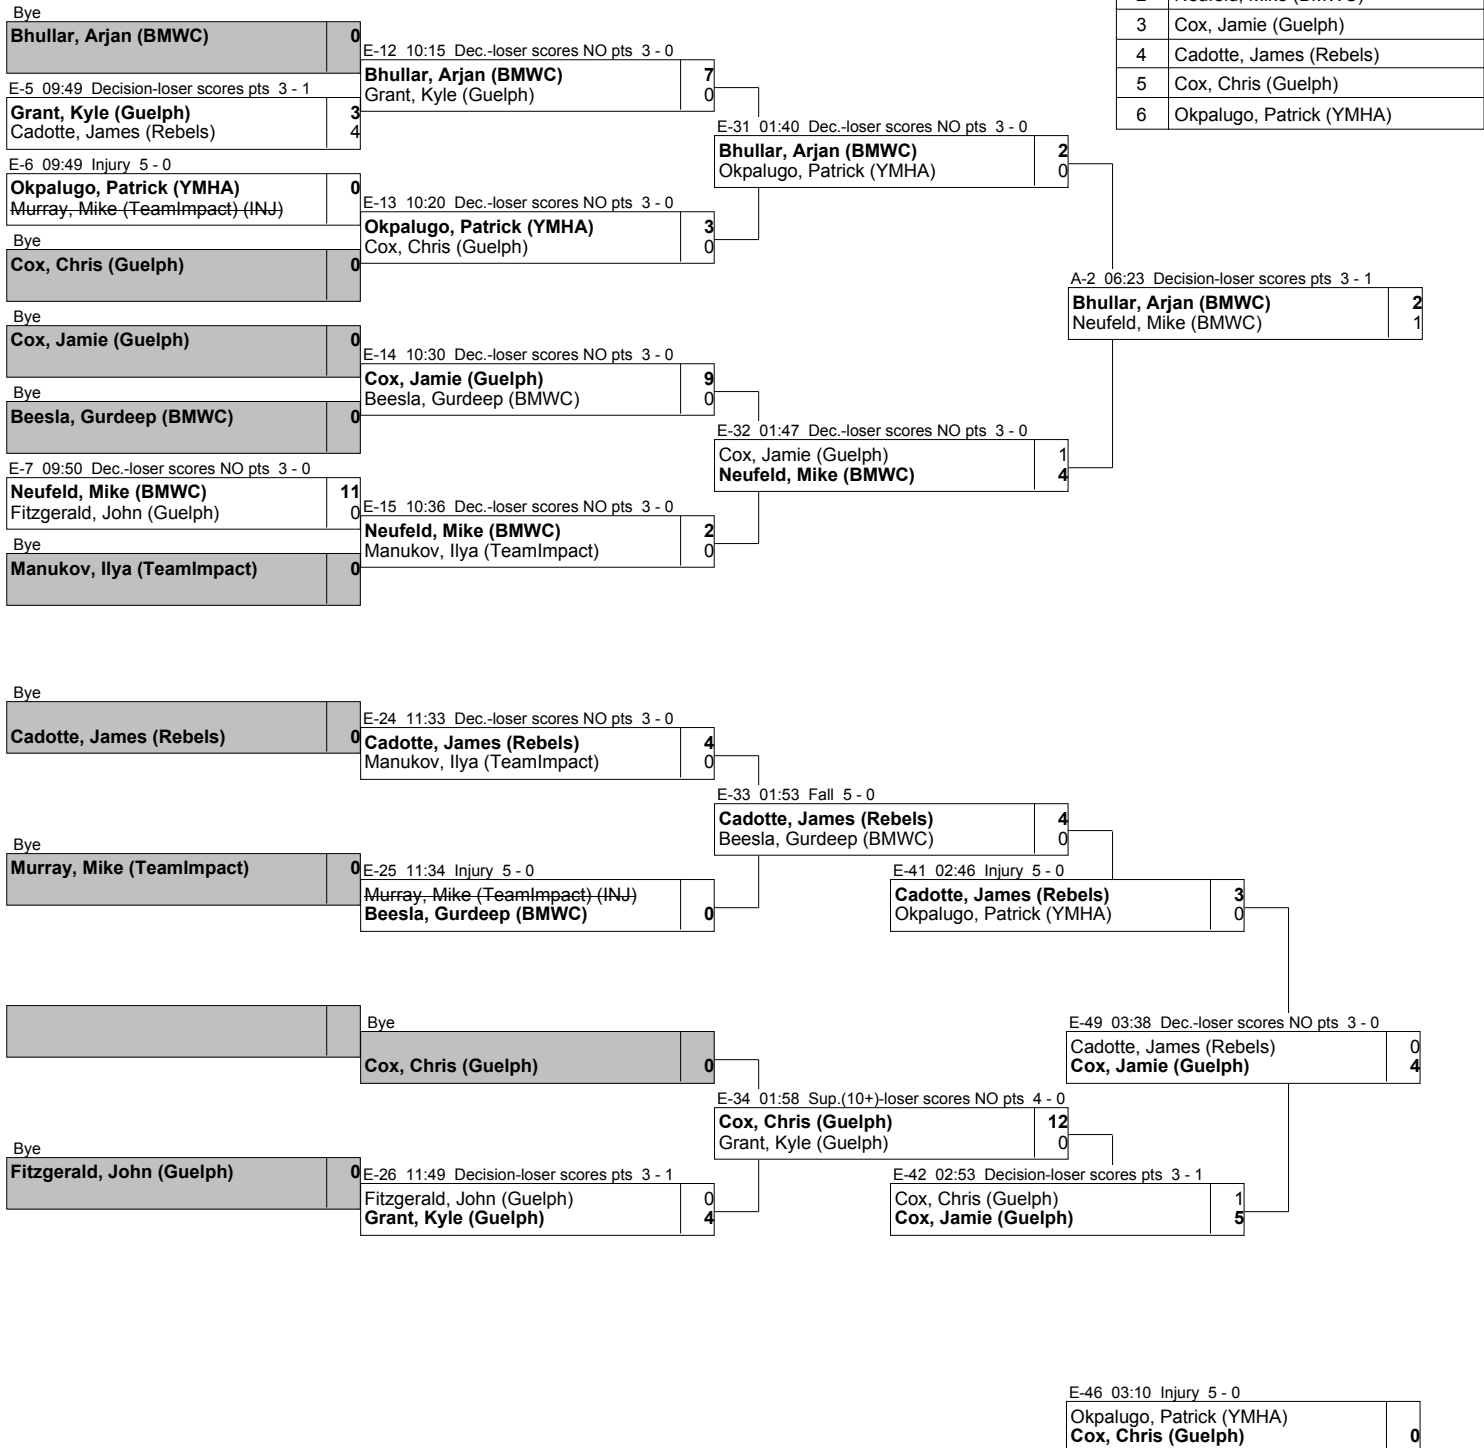 2 Neufeld, Mike (BMWC)
3 Cox, Jamie (Guelph)
4 Cadotte, James (Rebels)
5 Cox, Chris (Guelph)
6 Okpalugo, Patrick (YMHA)
Bye
Bhullar, Arjan (BMWC) 0
E-5 09:49 Decision-loser scores pts 3 - 1
Grant, Kyle (Guelph) 3
Cadotte, James (Rebels) 4
E-6 09:49 Injury 5 - 0
Okpalugo, Patrick (YMHA) 0
Murray, Mike (TeamImpact) (INJ)
Bye
Cox, Chris (Guelph) 0
Bye
Cox, Jamie (Guelph) 0
Bye
Beesla, Gurdeep (BMWC) 0
E-7 09:50 Dec.-loser scores NO pts 3 - 0
Neufeld, Mike (BMWC) 11
Fitzgerald, John (Guelph) 0
Bye
Manukov, Ilya (TeamImpact) 0
E-12 10:15 Dec.-loser scores NO pts 3 - 0
Bhullar, Arjan (BMWC) 7
Grant, Kyle (Guelph) 0
E-13 10:20 Dec.-loser scores NO pts 3 - 0
Okpalugo, Patrick (YMHA) 3
Cox, Chris (Guelph) 0
E-14 10:30 Dec.-loser scores NO pts 3 - 0
Cox, Jamie (Guelph) 9
Beesla, Gurdeep (BMWC) 0
E-15 10:36 Dec.-loser scores NO pts 3 - 0
Neufeld, Mike (BMWC) 2
Manukov, Ilya (TeamImpact) 0
E-31 01:40 Dec.-loser scores NO pts 3 - 0
Bhullar, Arjan (BMWC) 2
Okpalugo, Patrick (YMHA) 0
E-32 01:47 Dec.-loser scores NO pts 3 - 0
Cox, Jamie (Guelph) 1
Neufeld, Mike (BMWC) 4
A-2 06:23 Decision-loser scores pts 3 - 1
Bhullar, Arjan (BMWC) 2
Neufeld, Mike (BMWC) 1
Bye
Cadotte, James (Rebels) 0
Bye
Murray, Mike (TeamImpact) 0
Bye
Fitzgerald, John (Guelph) 0
E-24 11:33 Dec.-loser scores NO pts 3 - 0
Cadotte, James (Rebels) 4
Manukov, Ilya (TeamImpact) 0
E-25 11:34 Injury 5 - 0
Murray, Mike (TeamImpact) (INJ)
Beesla, Gurdeep (BMWC) 0
Bye
Cox, Chris (Guelph) 0
E-26 11:49 Decision-loser scores pts 3 - 1
Fitzgerald, John (Guelph) 0
Grant, Kyle (Guelph) 4
E-33 01:53 Fall 5 - 0
Cadotte, James (Rebels) 4
Beesla, Gurdeep (BMWC) 0
E-34 01:58 Sup.(10+)-loser scores NO pts 4 - 0
Cox, Chris (Guelph) 12
Grant, Kyle (Guelph) 0
E-41 02:46 Injury 5 - 0
Cadotte, James (Rebels) 3
Okpalugo, Patrick (YMHA) 0
E-42 02:53 Decision-loser scores pts 3 - 1
Cox, Chris (Guelph) 1
Cox, Jamie (Guelph) 5
E-49 03:38 Dec.-loser scores NO pts 3 - 0
Cadotte, James (Rebels) 0
Cox, Jamie (Guelph) 4
E-46 03:10 Injury 5 - 0
Okpalugo, Patrick (YMHA)
Cox, Chris (Guelph) 0